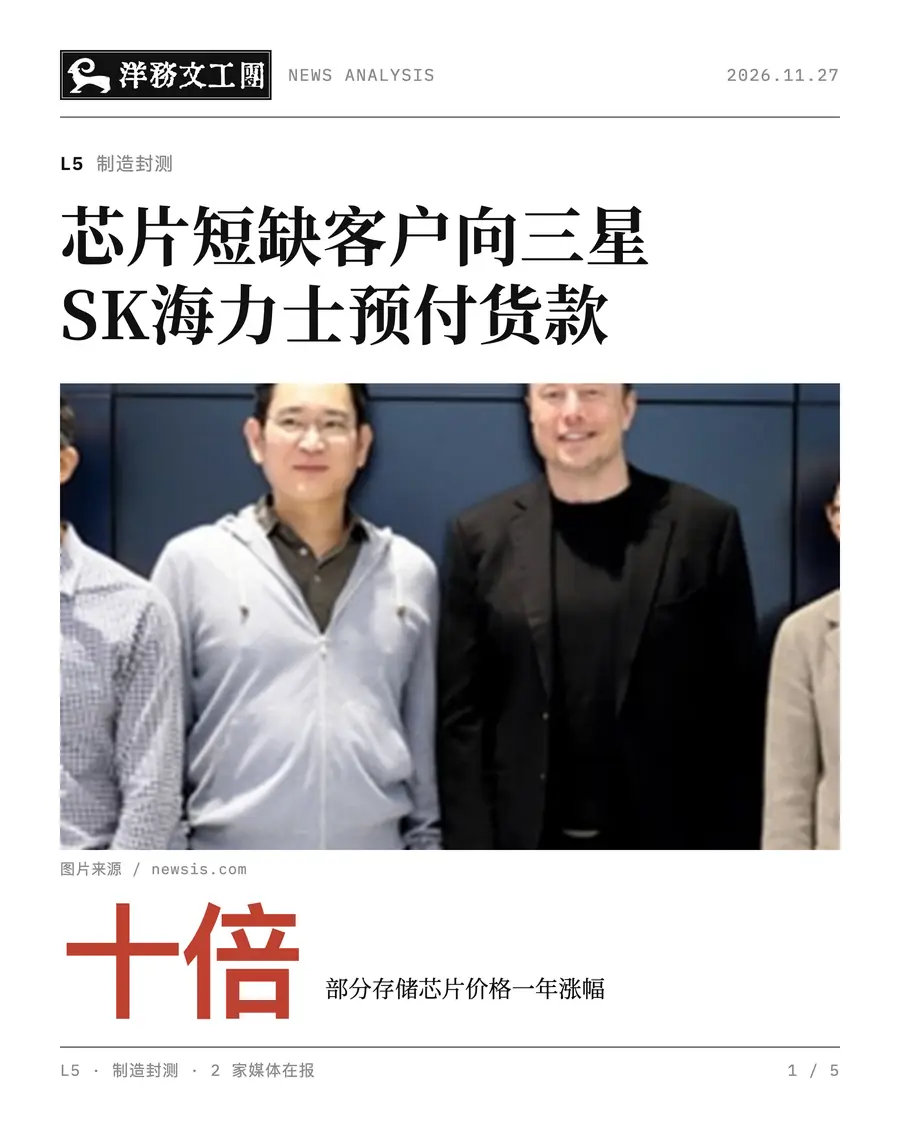 洋務文工團
NEWS ANALYSIS
2026.11.27
L5 制造封测
芯片短缺客户向三星
SK海力士预付货款
图片来源 / newsis.com
十倍
部分存储芯片价格一年涨幅
L5 · 制造封测 · 2 家媒体在报
1 / 5